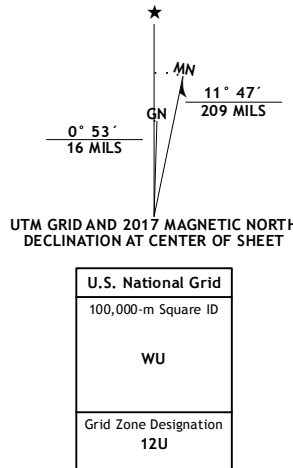 MN
GN
11° 47´
209 MILS
0° 53´
16 MILS
UTM GRID AND 2017 MAGNETIC NORTH
DECLINATION AT CENTER OF SHEET
U.S. National Grid
100,000-m Square ID
WU
Grid Zone Designation
12U